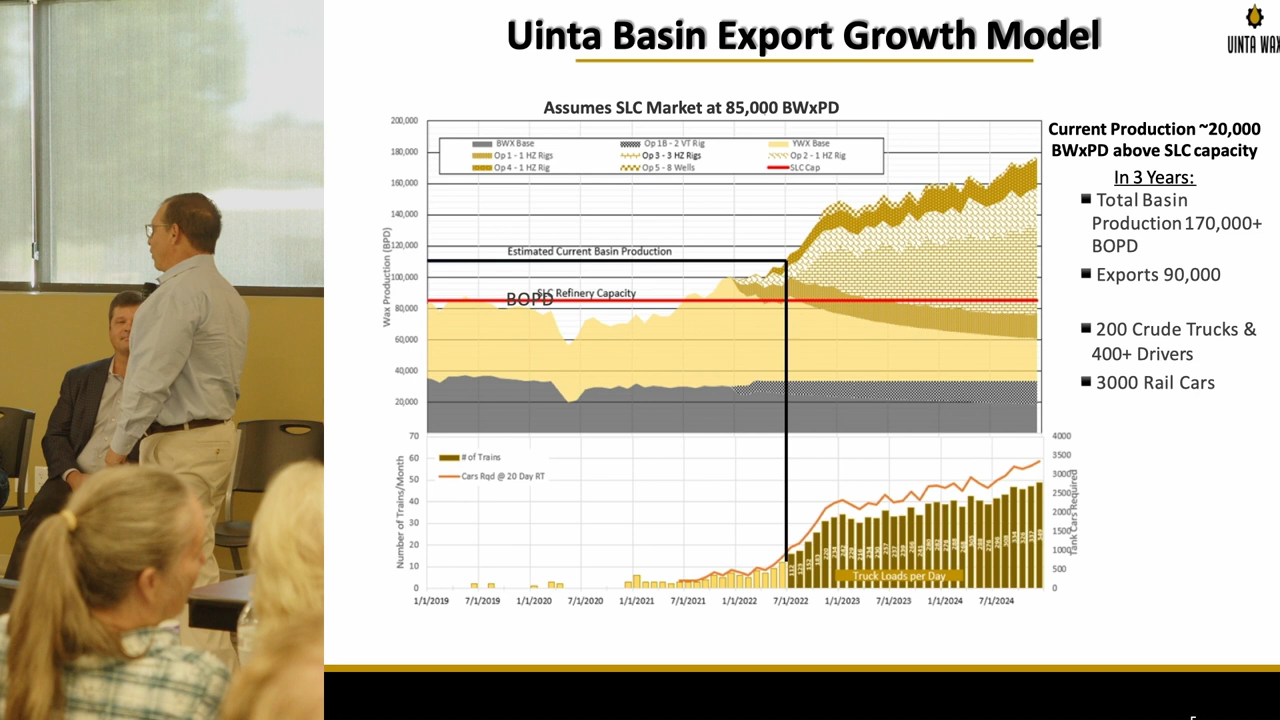 Uinta Basin Export Growth Model
UINTA WAX
Assumes SLC Market at 85,000 BWxPD
200,000
180,000
160,000
140,000
120,000
100,000
80,000
60,000
40,000
20,000
Wax Production (BPD)
BWX Base
Op 1B - 2 VT Rig
YWX Base
Op 1 - 1 HZ Rigs
Op 3 - 3 HZ Rigs
Op 2 - 1 HZ Rig
Op 4 - 1 HZ Rig
Op 5 - 8 Wells
SLC Cap
Estimated Current Basin Production
SLC Refinery Capacity
BOPD
70
60
50
40
30
20
10
0
Number of Trains/Month
# of Trains
Cars Rqd @ 20 Day RT
Truck Loads per Day
4000
3500
3000
2500
2000
1500
1000
500
0
Tank Cars Required
1/1/2019
7/1/2019
1/1/2020
7/1/2020
1/1/2021
7/1/2021
1/1/2022
7/1/2022
1/1/2023
7/1/2023
1/1/2024
7/1/2024
Current Production ~20,000
BWxPD above SLC capacity
In 3 Years:
Total Basin
Production 170,000+
BOPD
Exports 90,000
200 Crude Trucks &
400+ Drivers
3000 Rail Cars